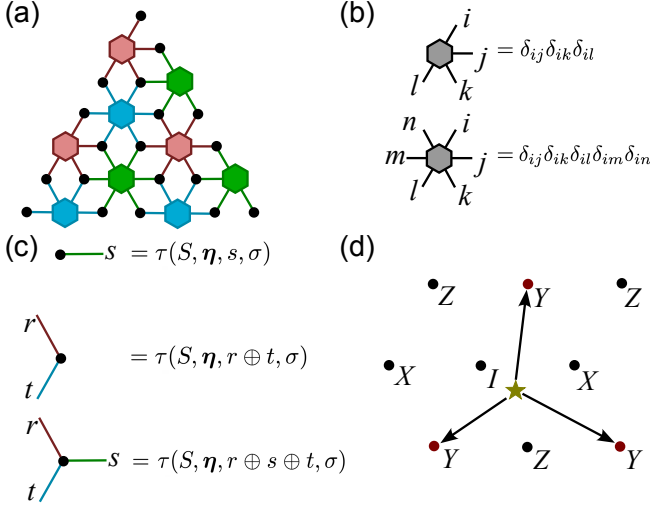 (a)
(b)
i
j = δ_{ij}δ_{ik}δ_{il}
l
k
n
i
m
j = δ_{ij}δ_{ik}δ_{il}δ_{im}δ_{in}
l
k
(c)
s = τ(S, η, s, σ)
r
t
= τ(S, η, r ⊕ t, σ)
r
s = τ(S, η, r ⊕ s ⊕ t, σ)
t
(d)
Z Y Z
X I X
Y Z Y